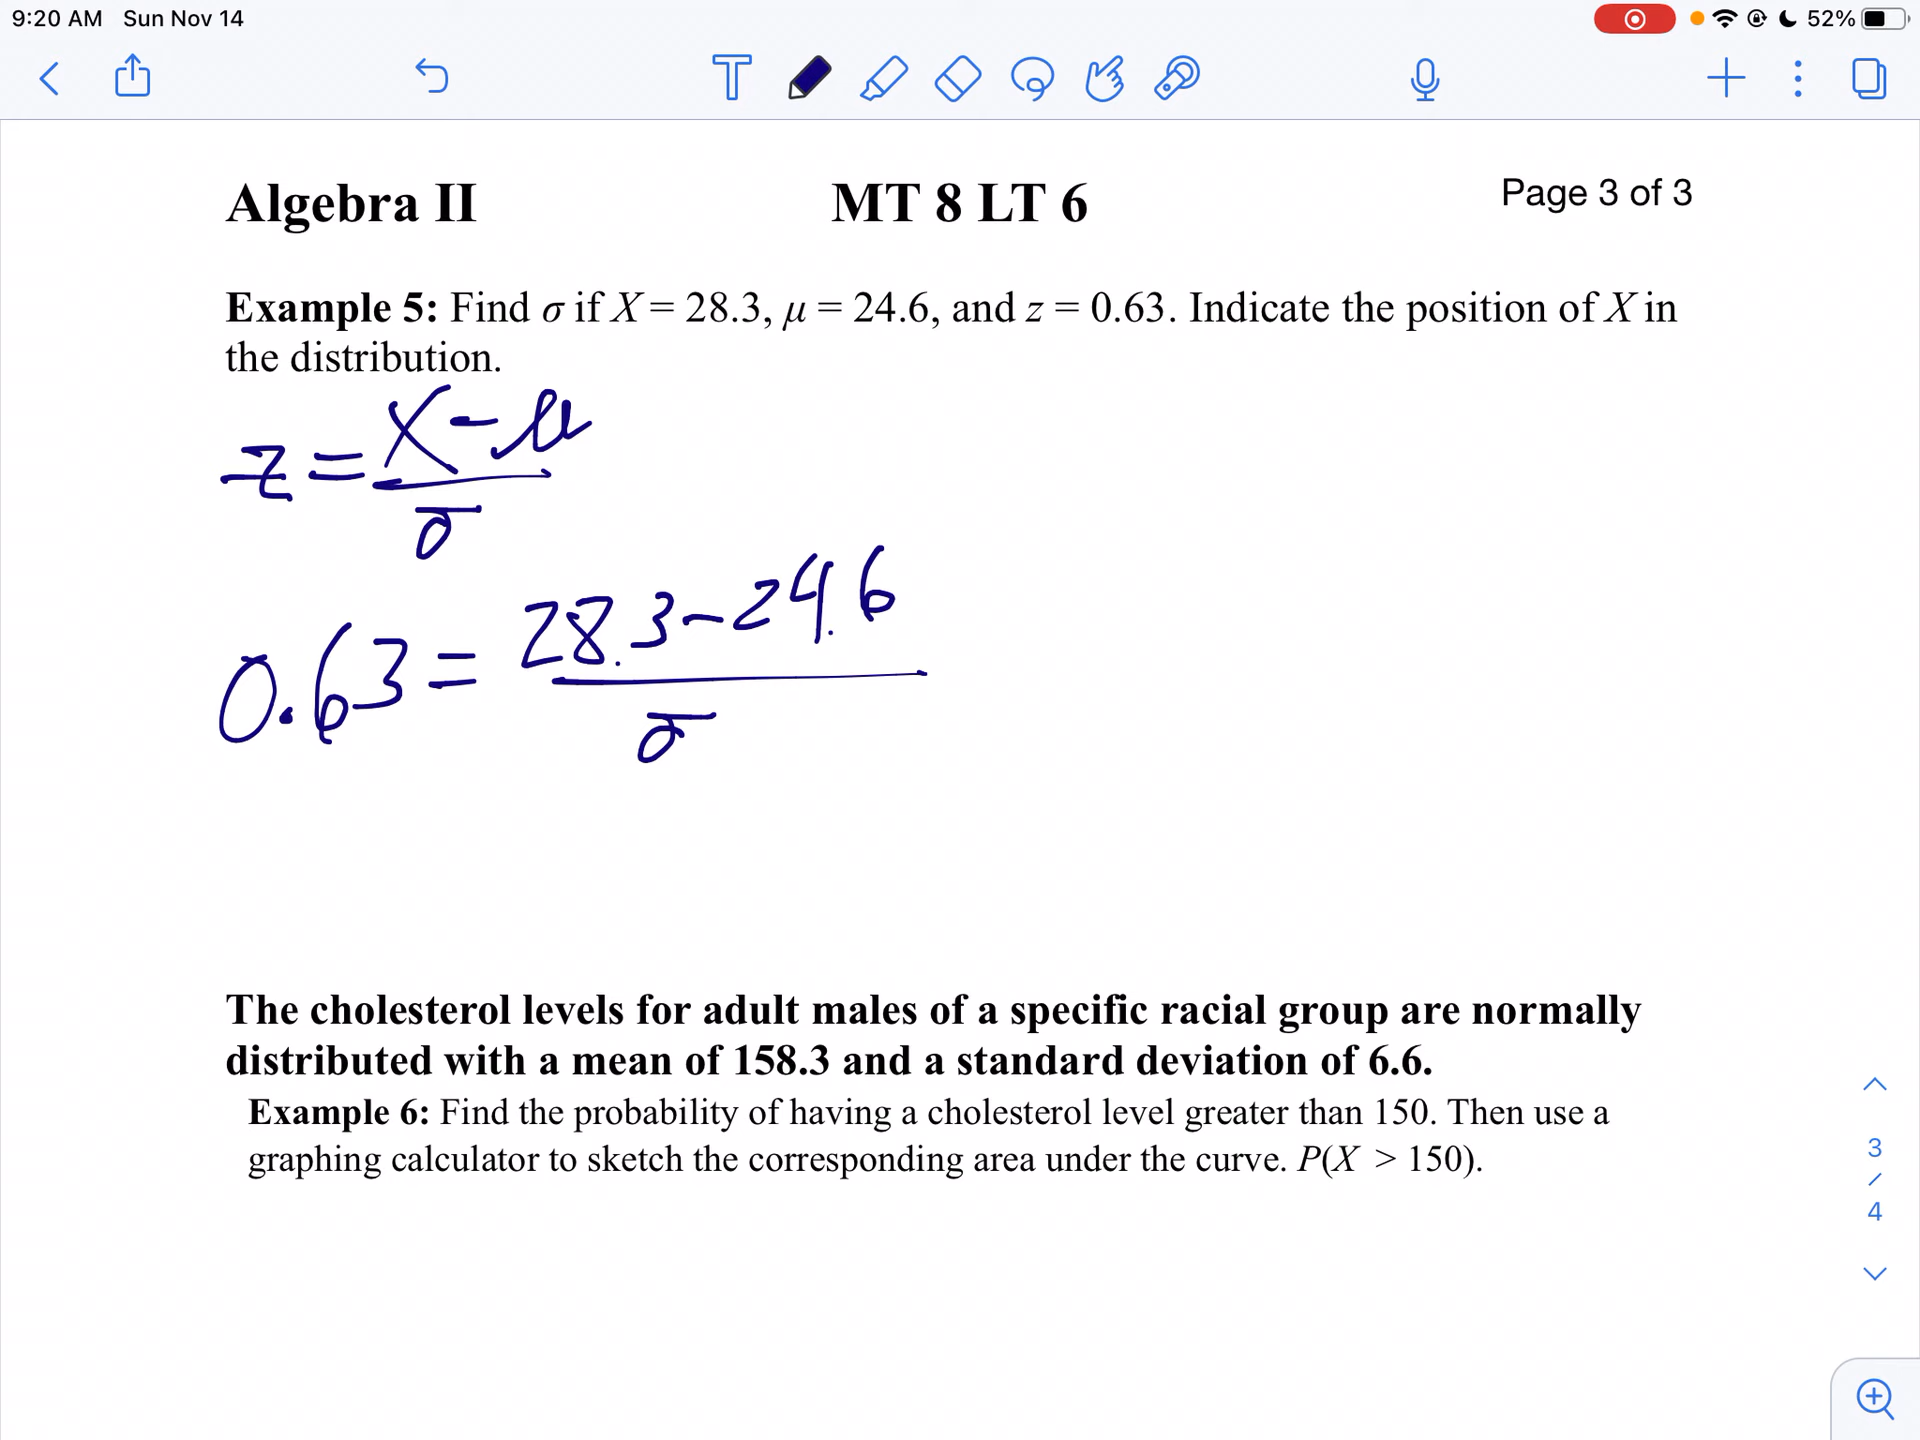 9:20 AM Sun Nov 14
52%
Algebra II MT 8 LT 6 Page 3 of 3
Example 5: Find σ if X = 28.3, μ = 24.6, and z = 0.63. Indicate the position of X in
the distribution.
z = X - μ
σ
0.63 = 28.3 - 24.6
σ
The cholesterol levels for adult males of a specific racial group are normally
distributed with a mean of 158.3 and a standard deviation of 6.6.
Example 6: Find the probability of having a cholesterol level greater than 150. Then use a
graphing calculator to sketch the corresponding area under the curve. P(X > 150).
3
/
4